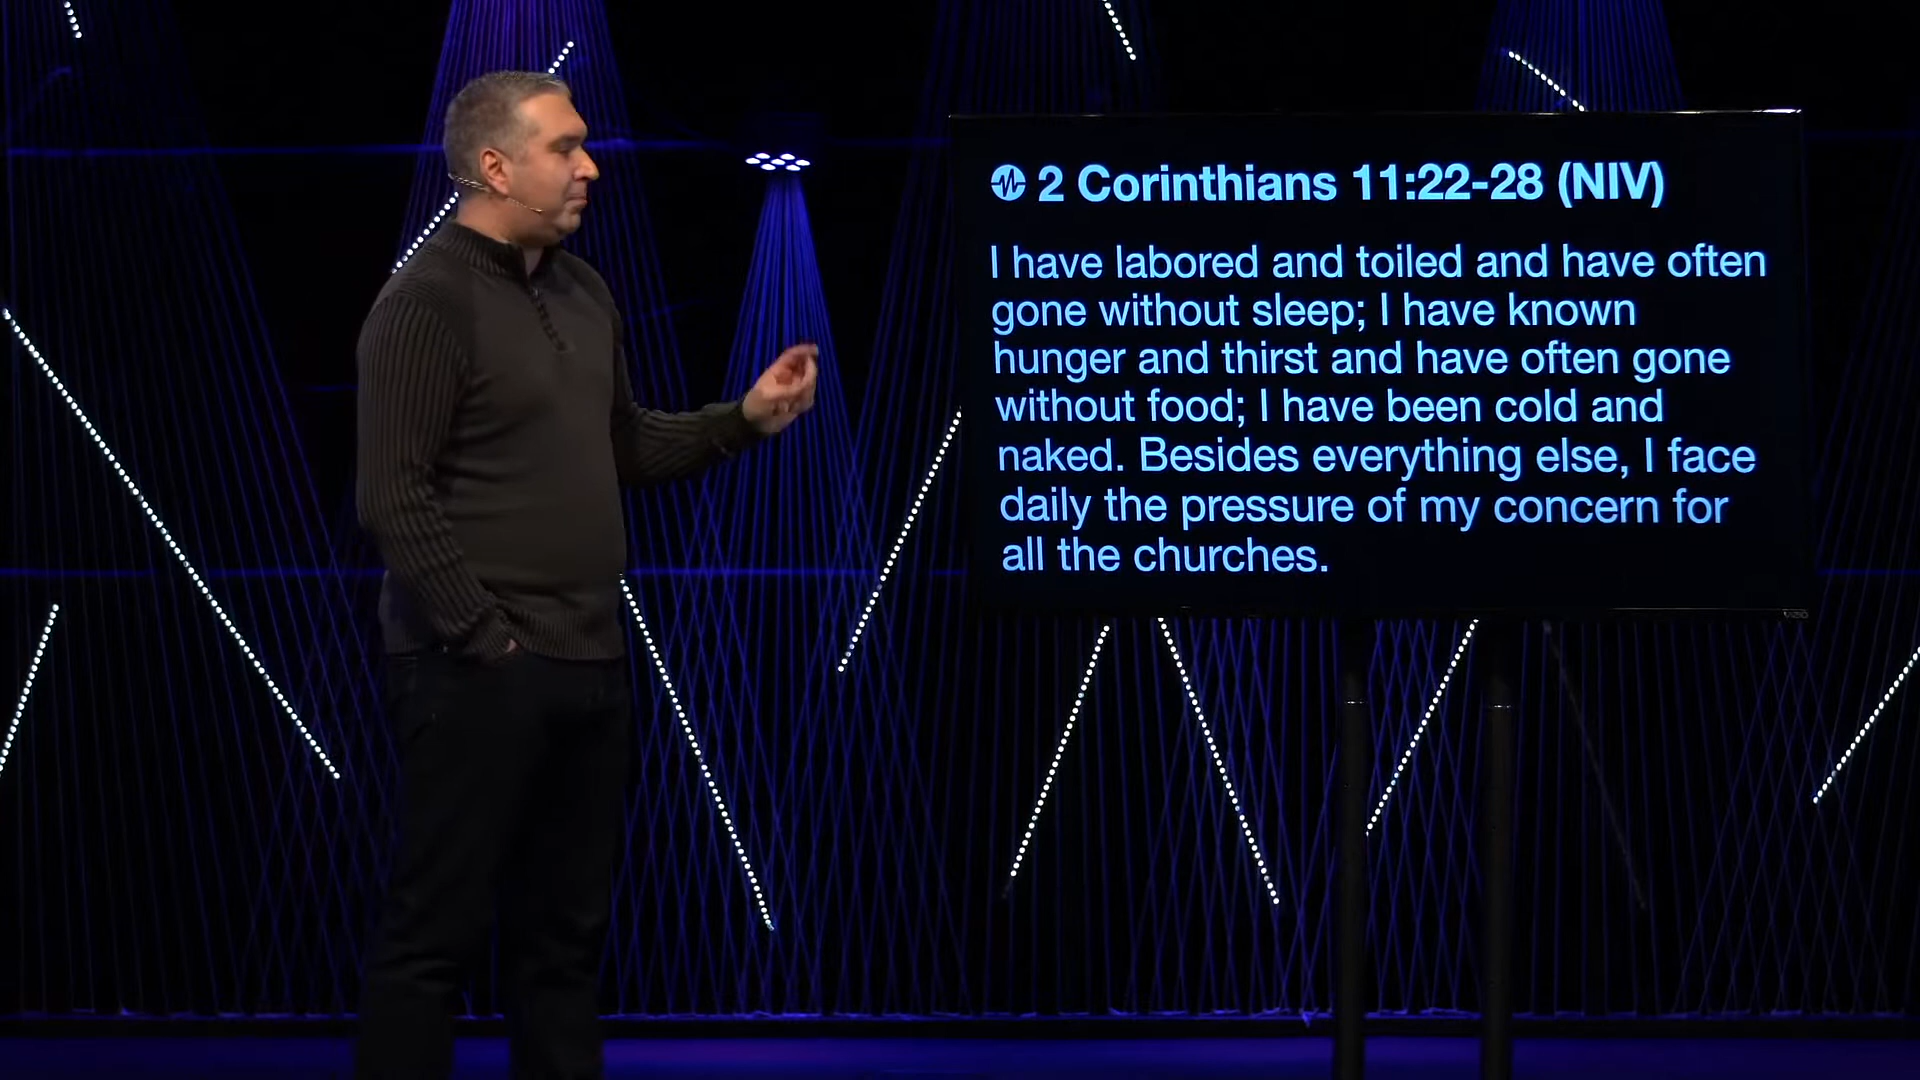 2 Corinthians 11:22-28 (NIV)
I have labored and toiled and have often
gone without sleep; I have known
hunger and thirst and have often gone
without food; I have been cold and
naked. Besides everything else, I face
daily the pressure of my concern for
all the churches.
VIZIO